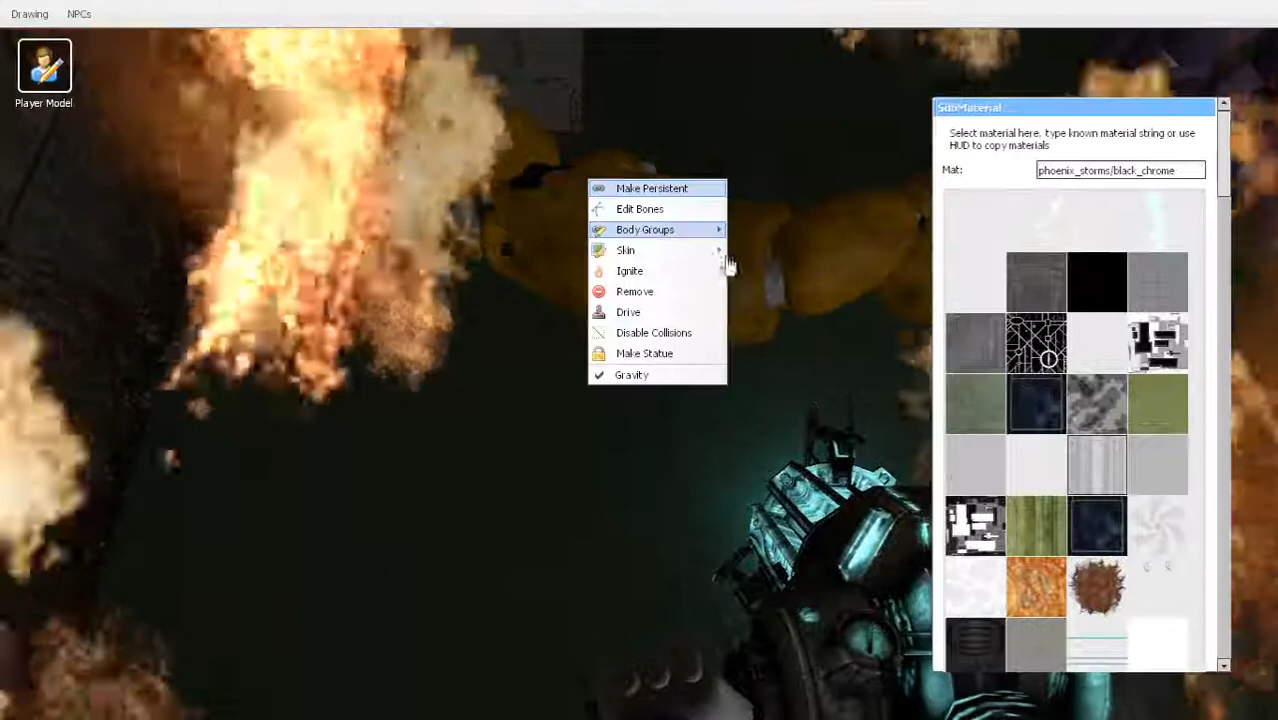 Drawing NPCs
Player Model
Make Persistent
Edit Bones
Body Groups
Skin
Ignite
Remove
Drive
Disable Collisions
Make Statue
Gravity
SubMaterial
Select material here, type known material string or use
HUD to copy materials
Mat: phoenix_storms/black_chrome